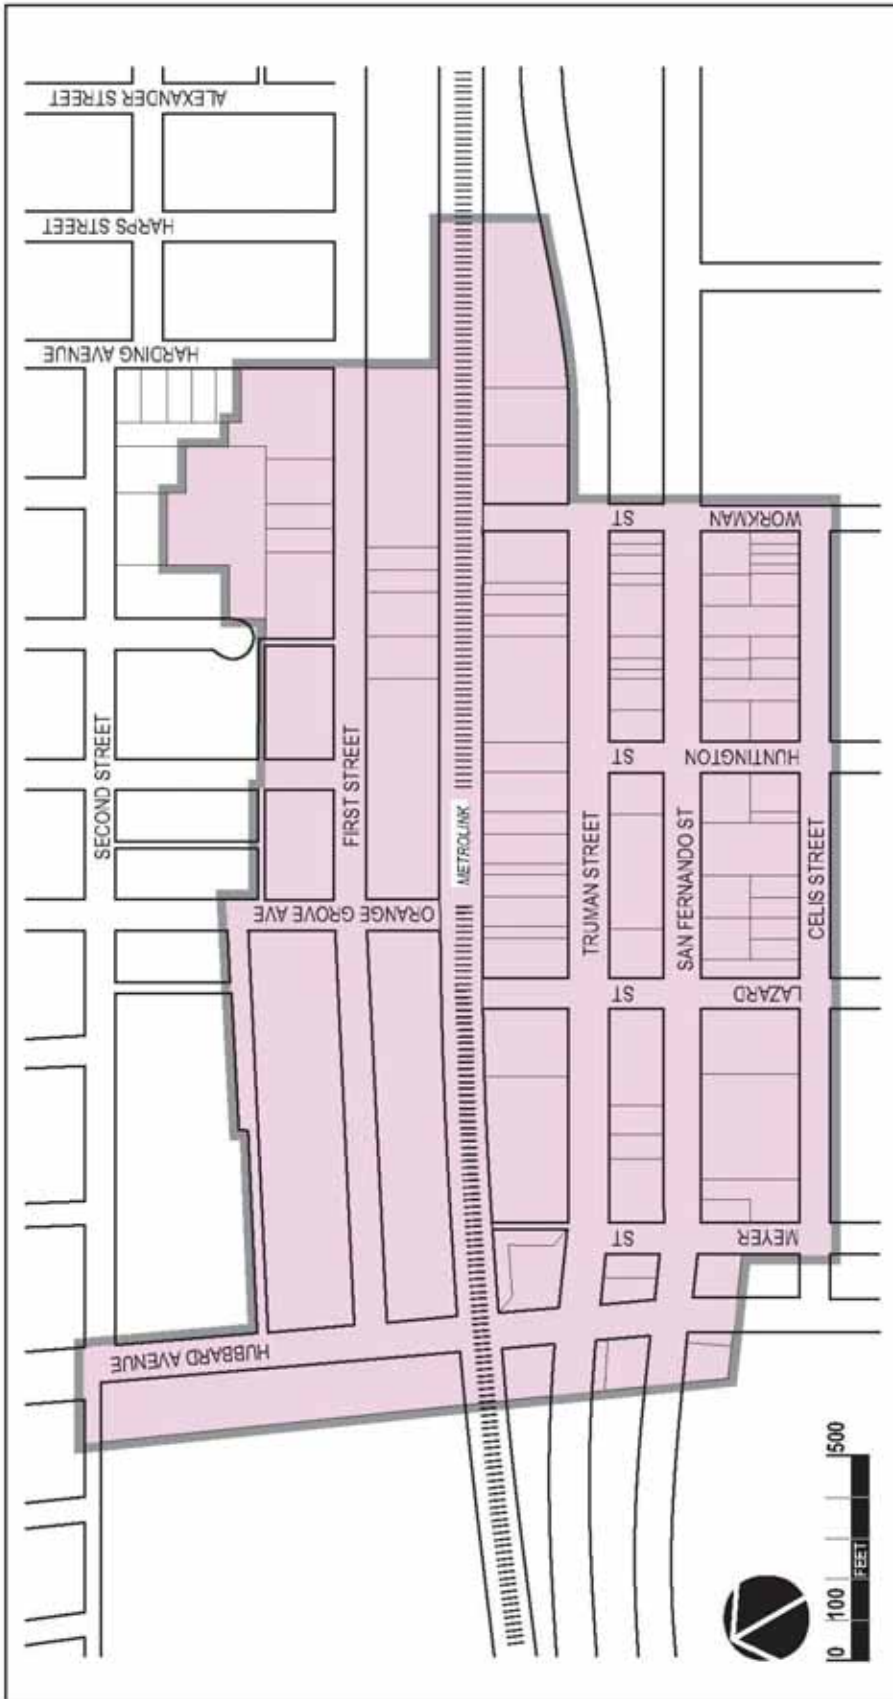 ALEXANDER STREET
HARPS STREET
HARDING AVENUE
SECOND STREET
FIRST STREET
METROLINK
ORANGE GROVE AVE
TRUMAN STREET
SAN FERNANDO ST
CELIS STREET
WORKMAN ST
HUNTINGTON ST
LAZARD ST
MEYER ST
HUBBARD AVENUE
0 100 500
FEET